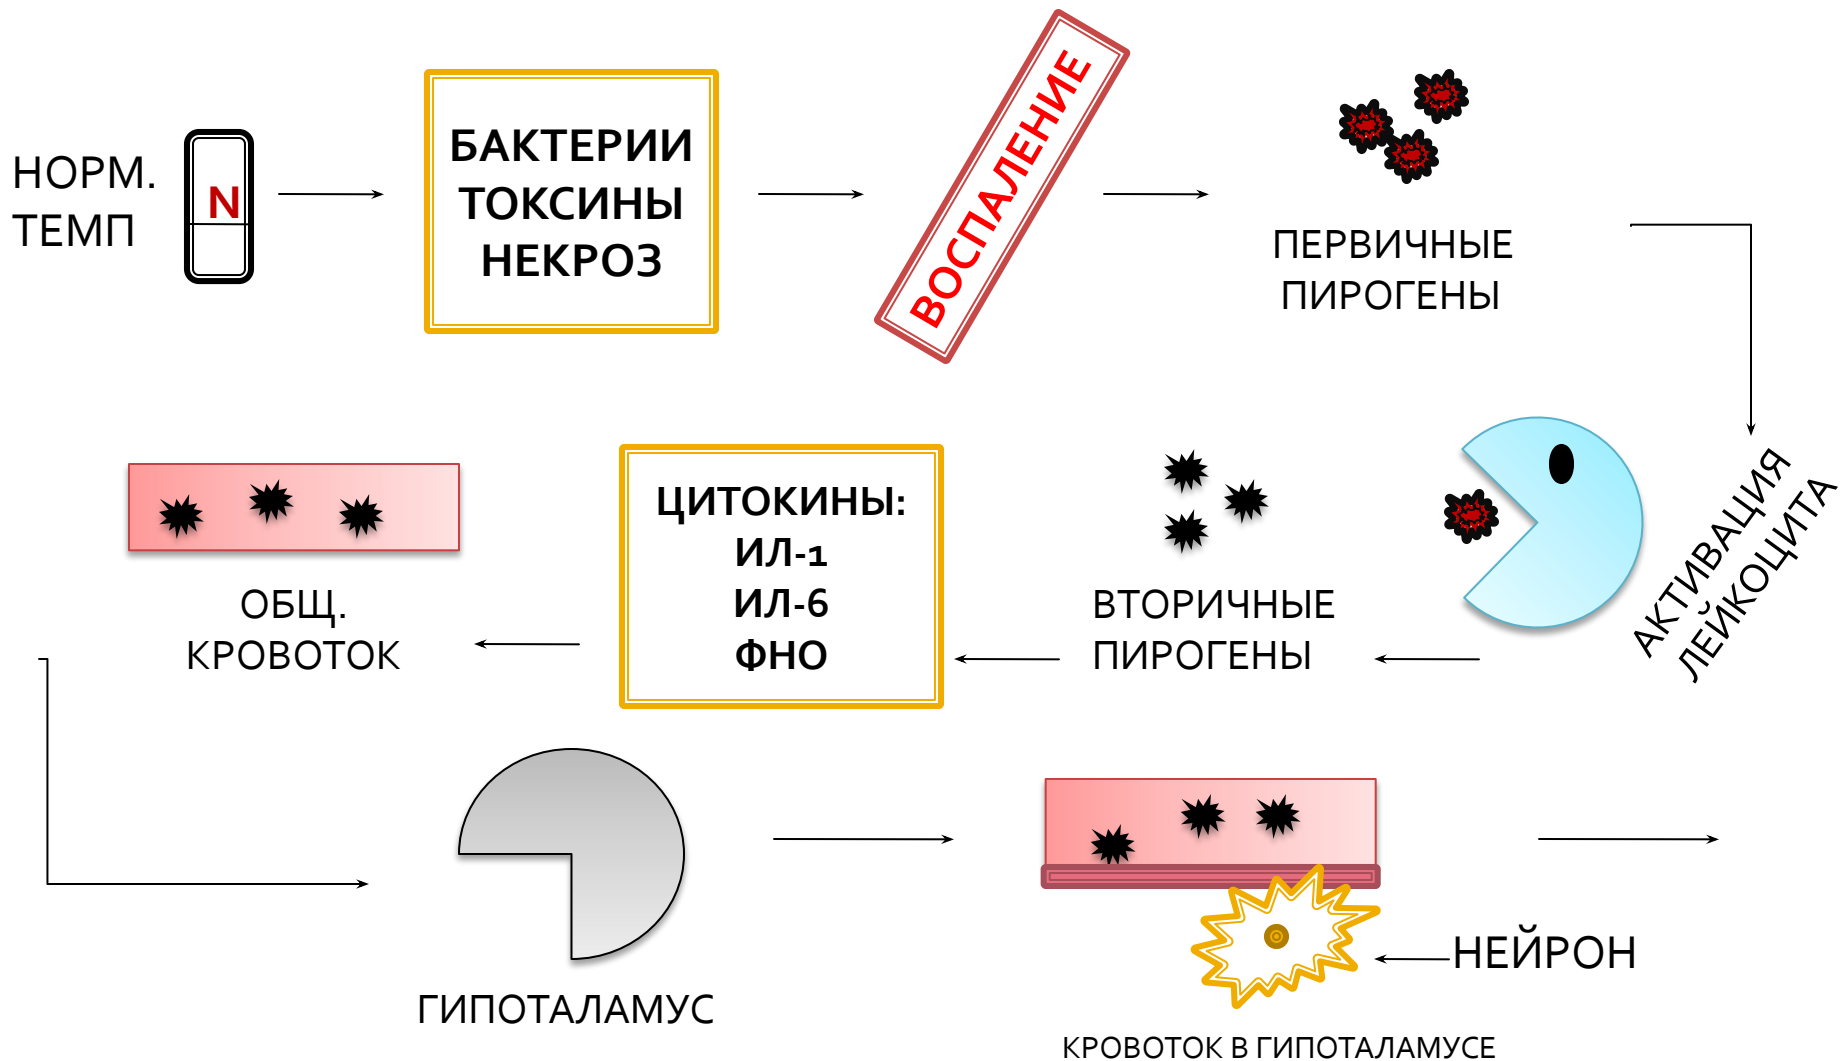 НОРМ.
ТЕМП
N
БАКТЕРИИ
ТОКСИНЫ
НЕКРОЗ
ВОСПАЛЕНИЕ
ПЕРВИЧНЫЕ
ПИРОГЕНЫ
АКТИВАЦИЯ
ЛЕЙКОЦИТА
ВТОРИЧНЫЕ
ПИРОГЕНЫ
ЦИТОКИНЫ:
ИЛ-1
ИЛ-6
ФНО
ОБЩ.
КРОВОТОК
ГИПОТАЛАМУС
НЕЙРОН
КРОВОТОК В ГИПОТАЛАМУСЕ